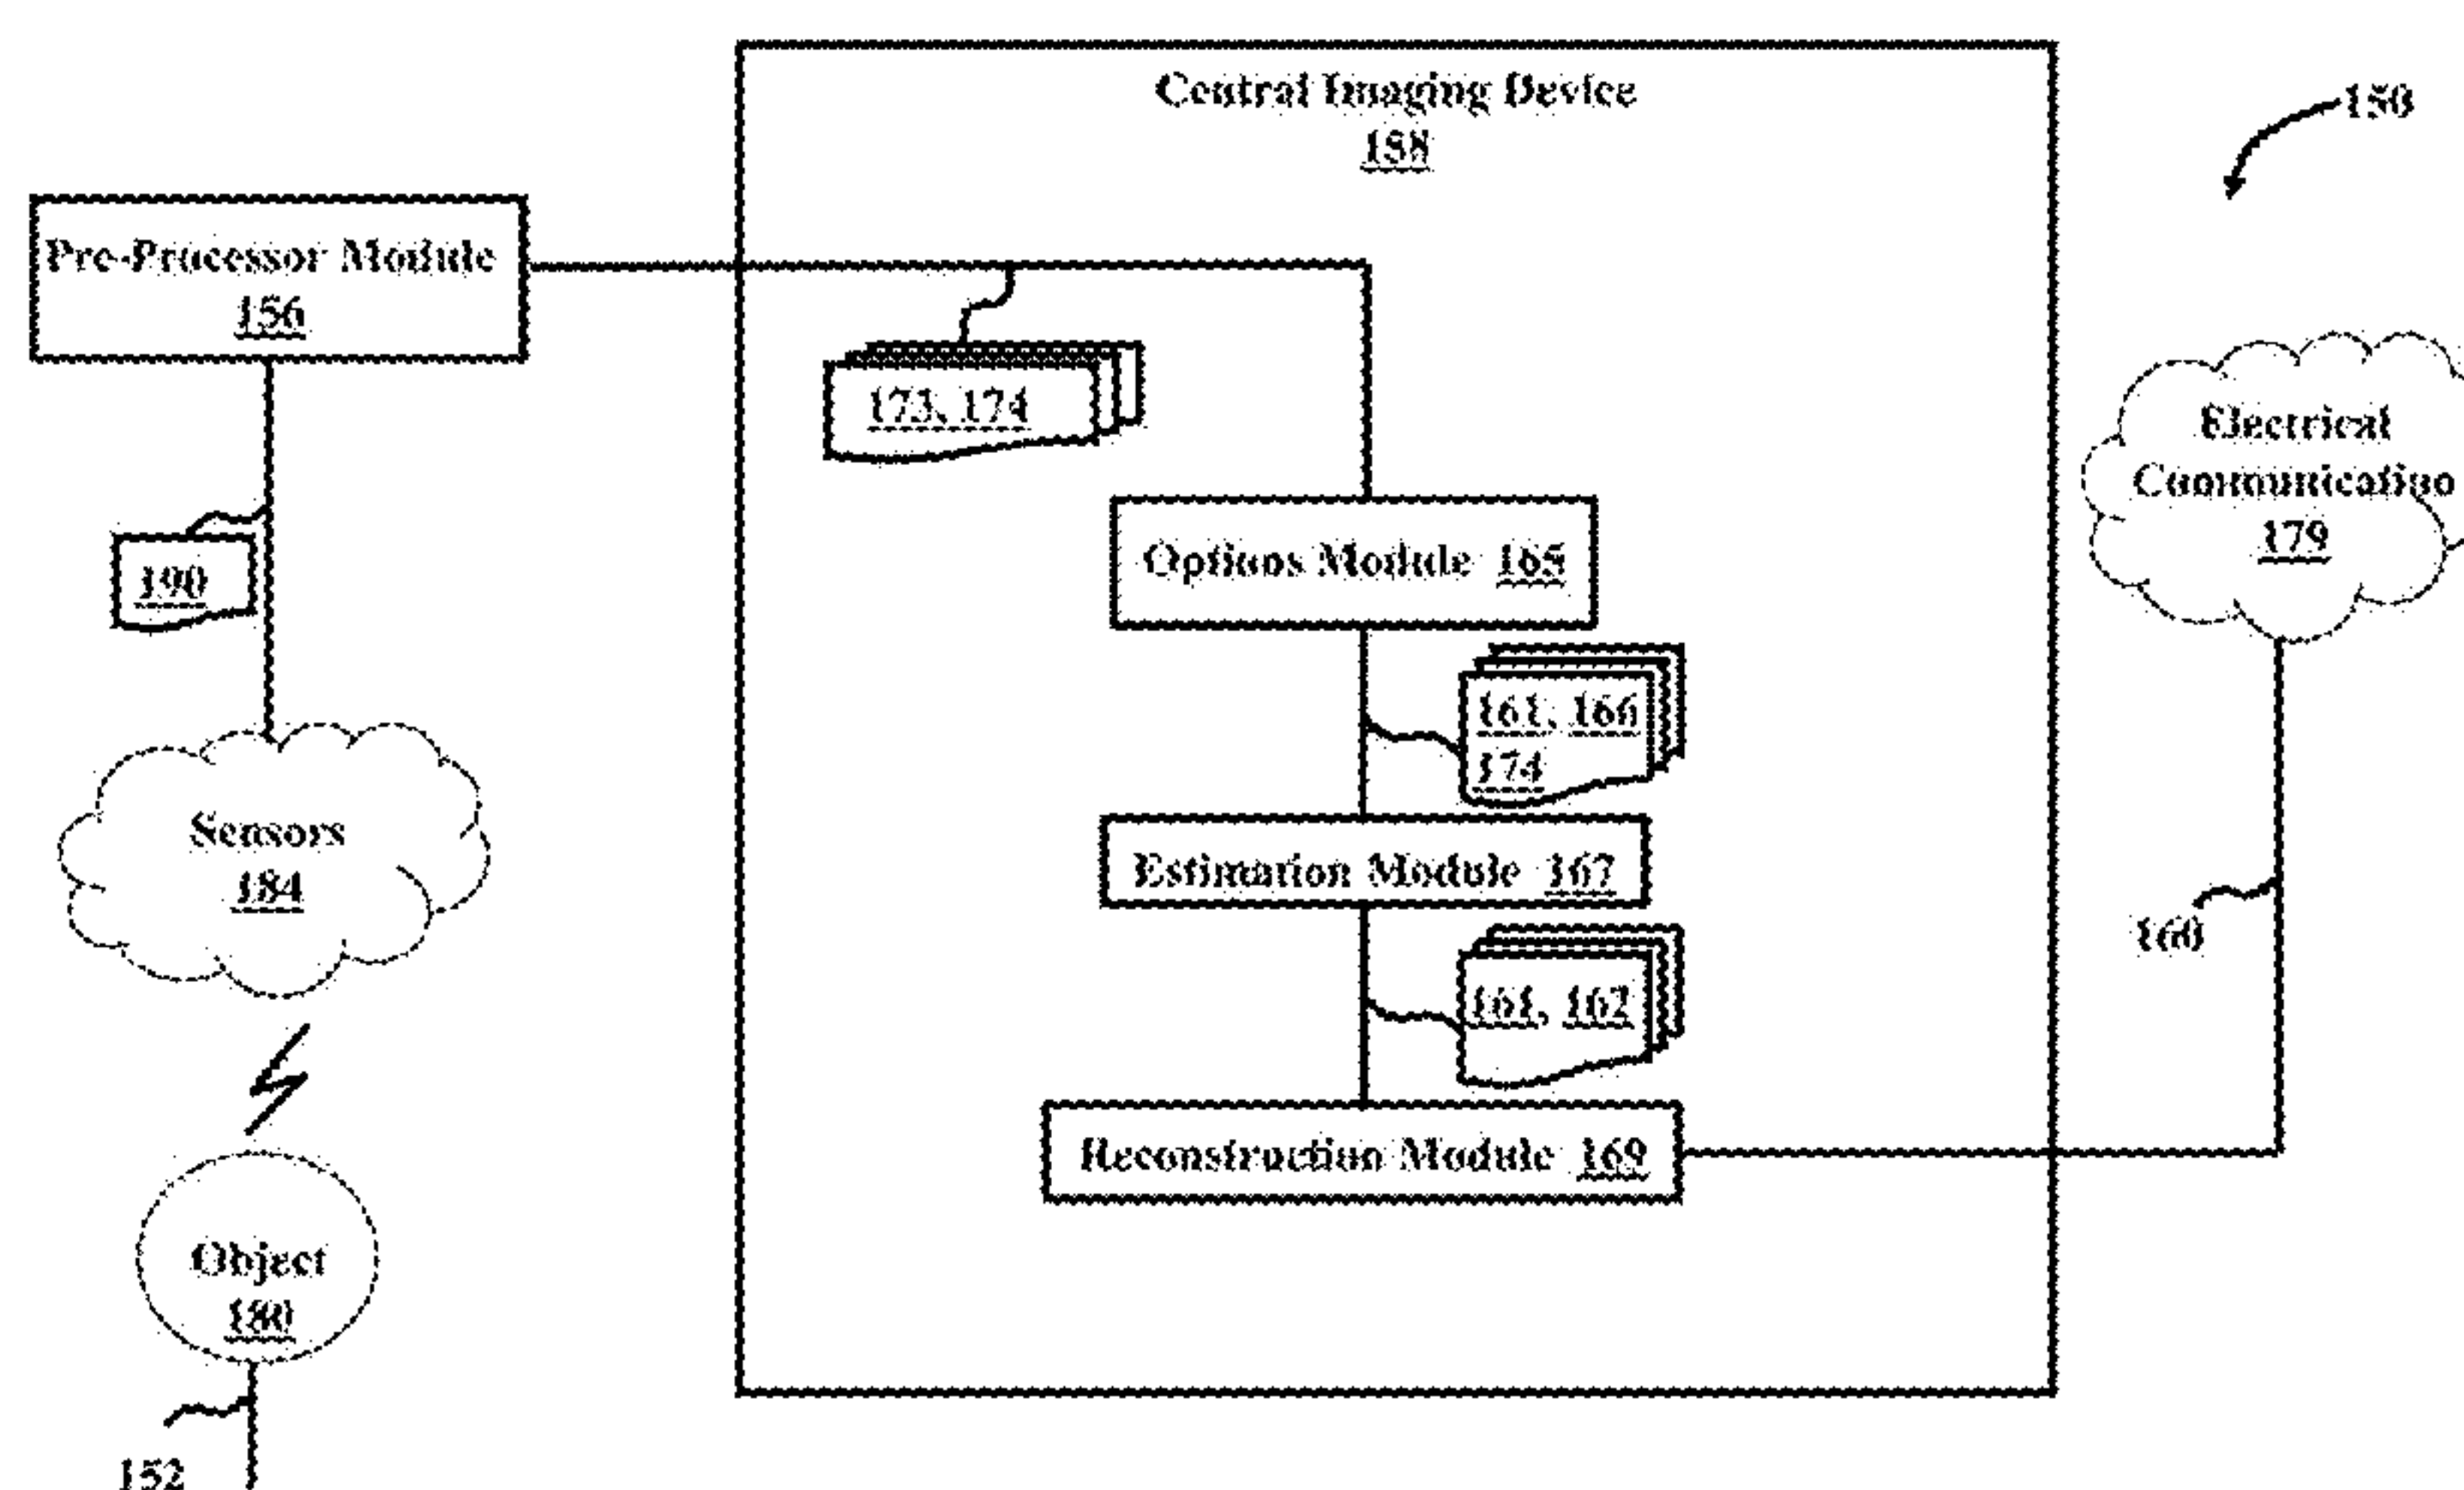 Central Imaging Device
158
150
Pre-Processor Module
156
173, 174
Electrical
Communication
179
Options Module 165
190
161, 166
174
Sensors
184
Estimation Module 167
160
161, 162
Reconstruction Module 169
Object
180
152